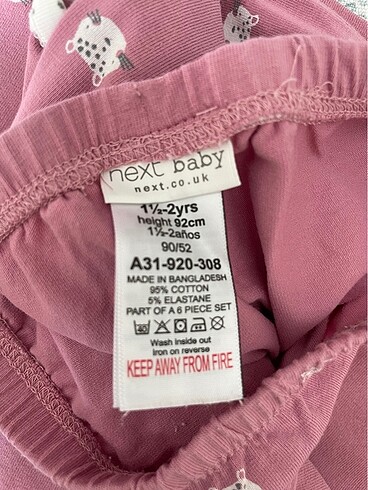 next baby
next.co.uk
1½-2yrs
height 92cm
1½-2años
90/52
A31-920-308
MADE IN BANGLADESH
95% COTTON
5% ELASTANE
PART OF A 6 PIECE SET
Wash inside out
Iron on reverse
KEEP AWAY FROM FIRE